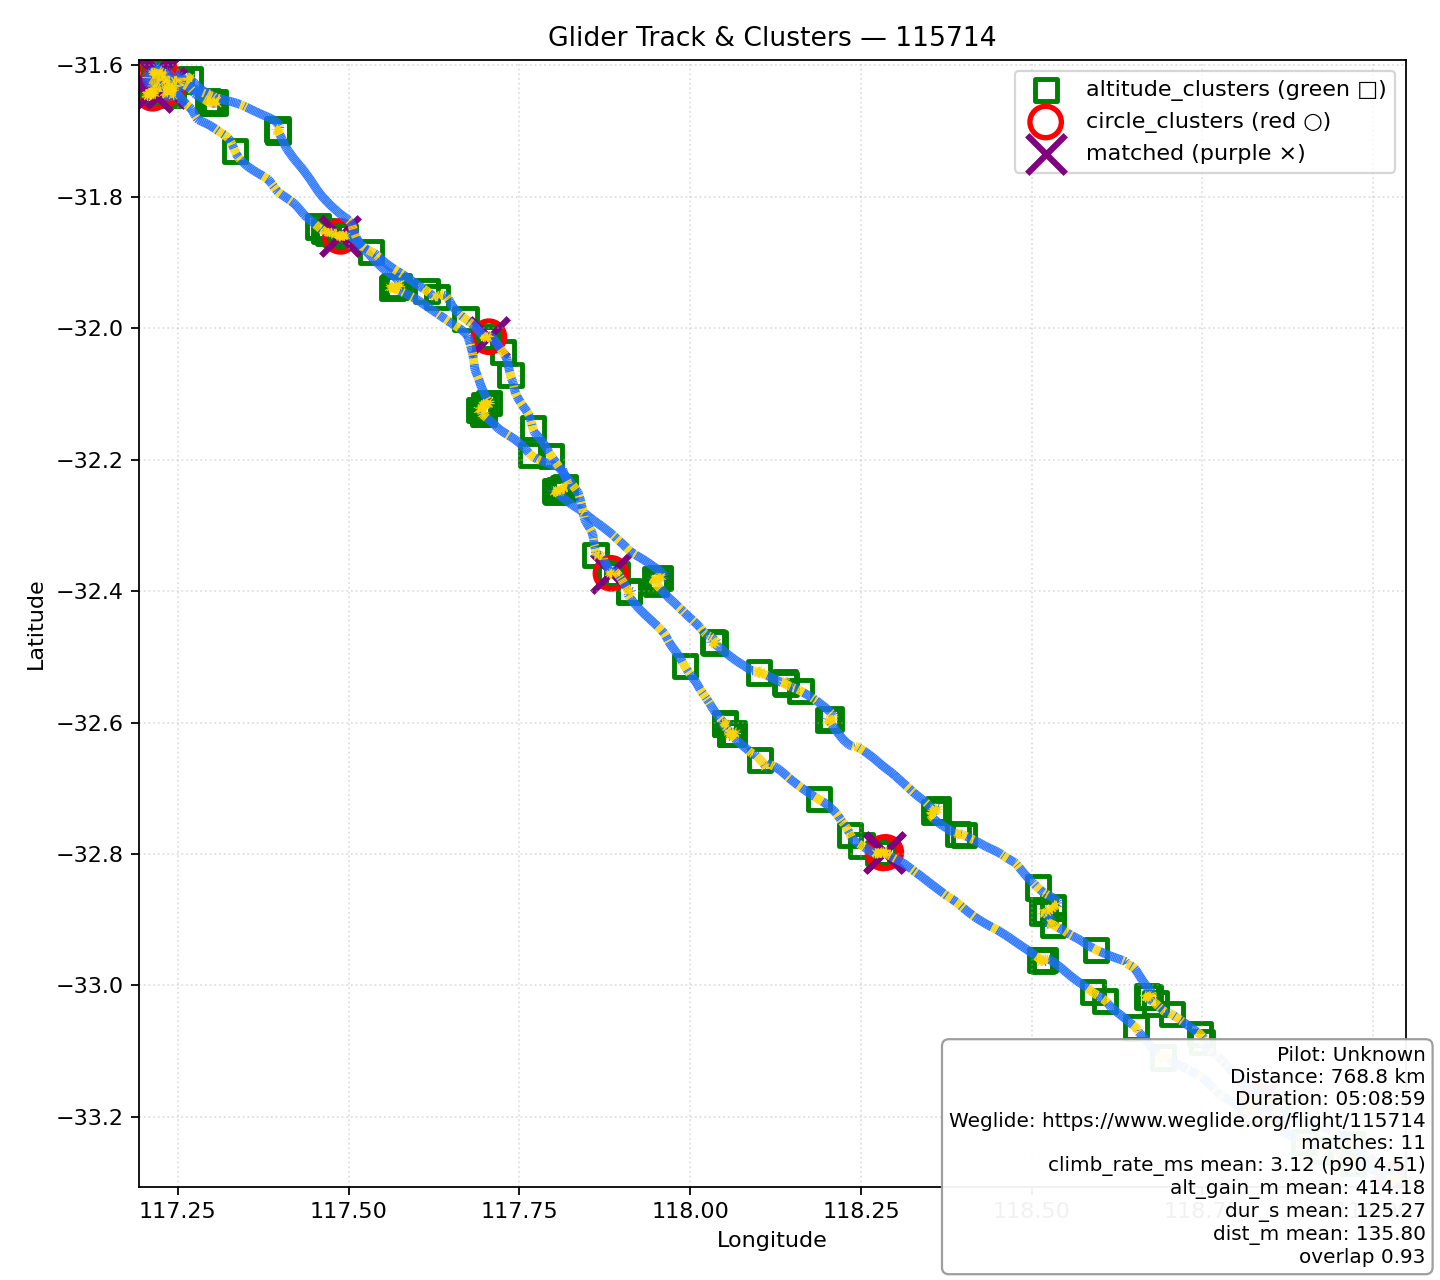 Glider Track & Clusters — 115714
altitude_clusters (green □)
circle_clusters (red ○)
matched (purple ×)
−31.6
−31.8
−32.0
−32.2
−32.4
−32.6
−32.8
−33.0
−33.2
Latitude
117.25 117.50 117.75 118.00 118.25 118.50
Longitude
Pilot: Unknown
Distance: 768.8 km
Duration: 05:08:59
Weglide: https://www.weglide.org/flight/115714
matches: 11
climb_rate_ms mean: 3.12 (p90 4.51)
alt_gain_m mean: 414.18
dur_s mean: 125.27
dist_m mean: 135.80
overlap 0.93